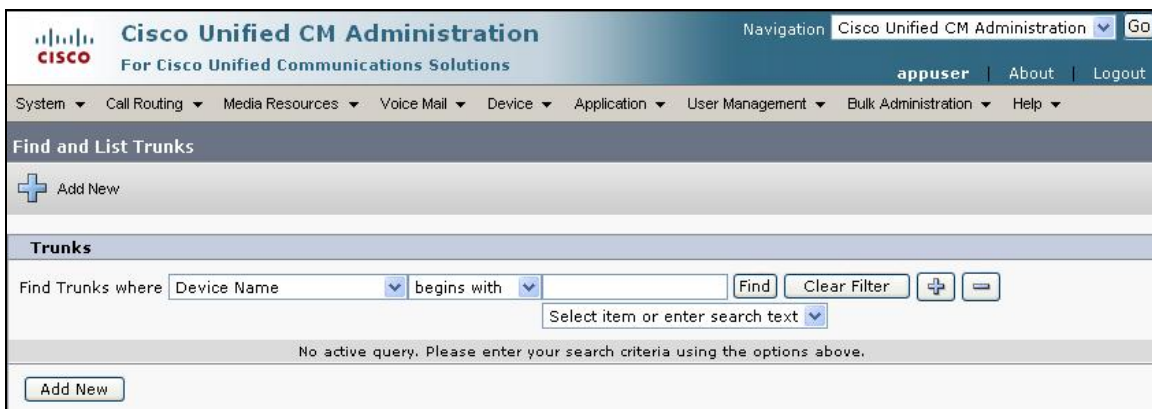 Cisco Unified CM Administration
Navigation Cisco Unified CM Administration Go
CISCO
For Cisco Unified Communications Solutions
appuser | About | Logout
System Call Routing Media Resources Voice Mail Device Application User Management Bulk Administration Help
Find and List Trunks
Add New
Trunks
Find Trunks where Device Name begins with Find Clear Filter
Select item or enter search text
No active query. Please enter your search criteria using the options above.
Add New